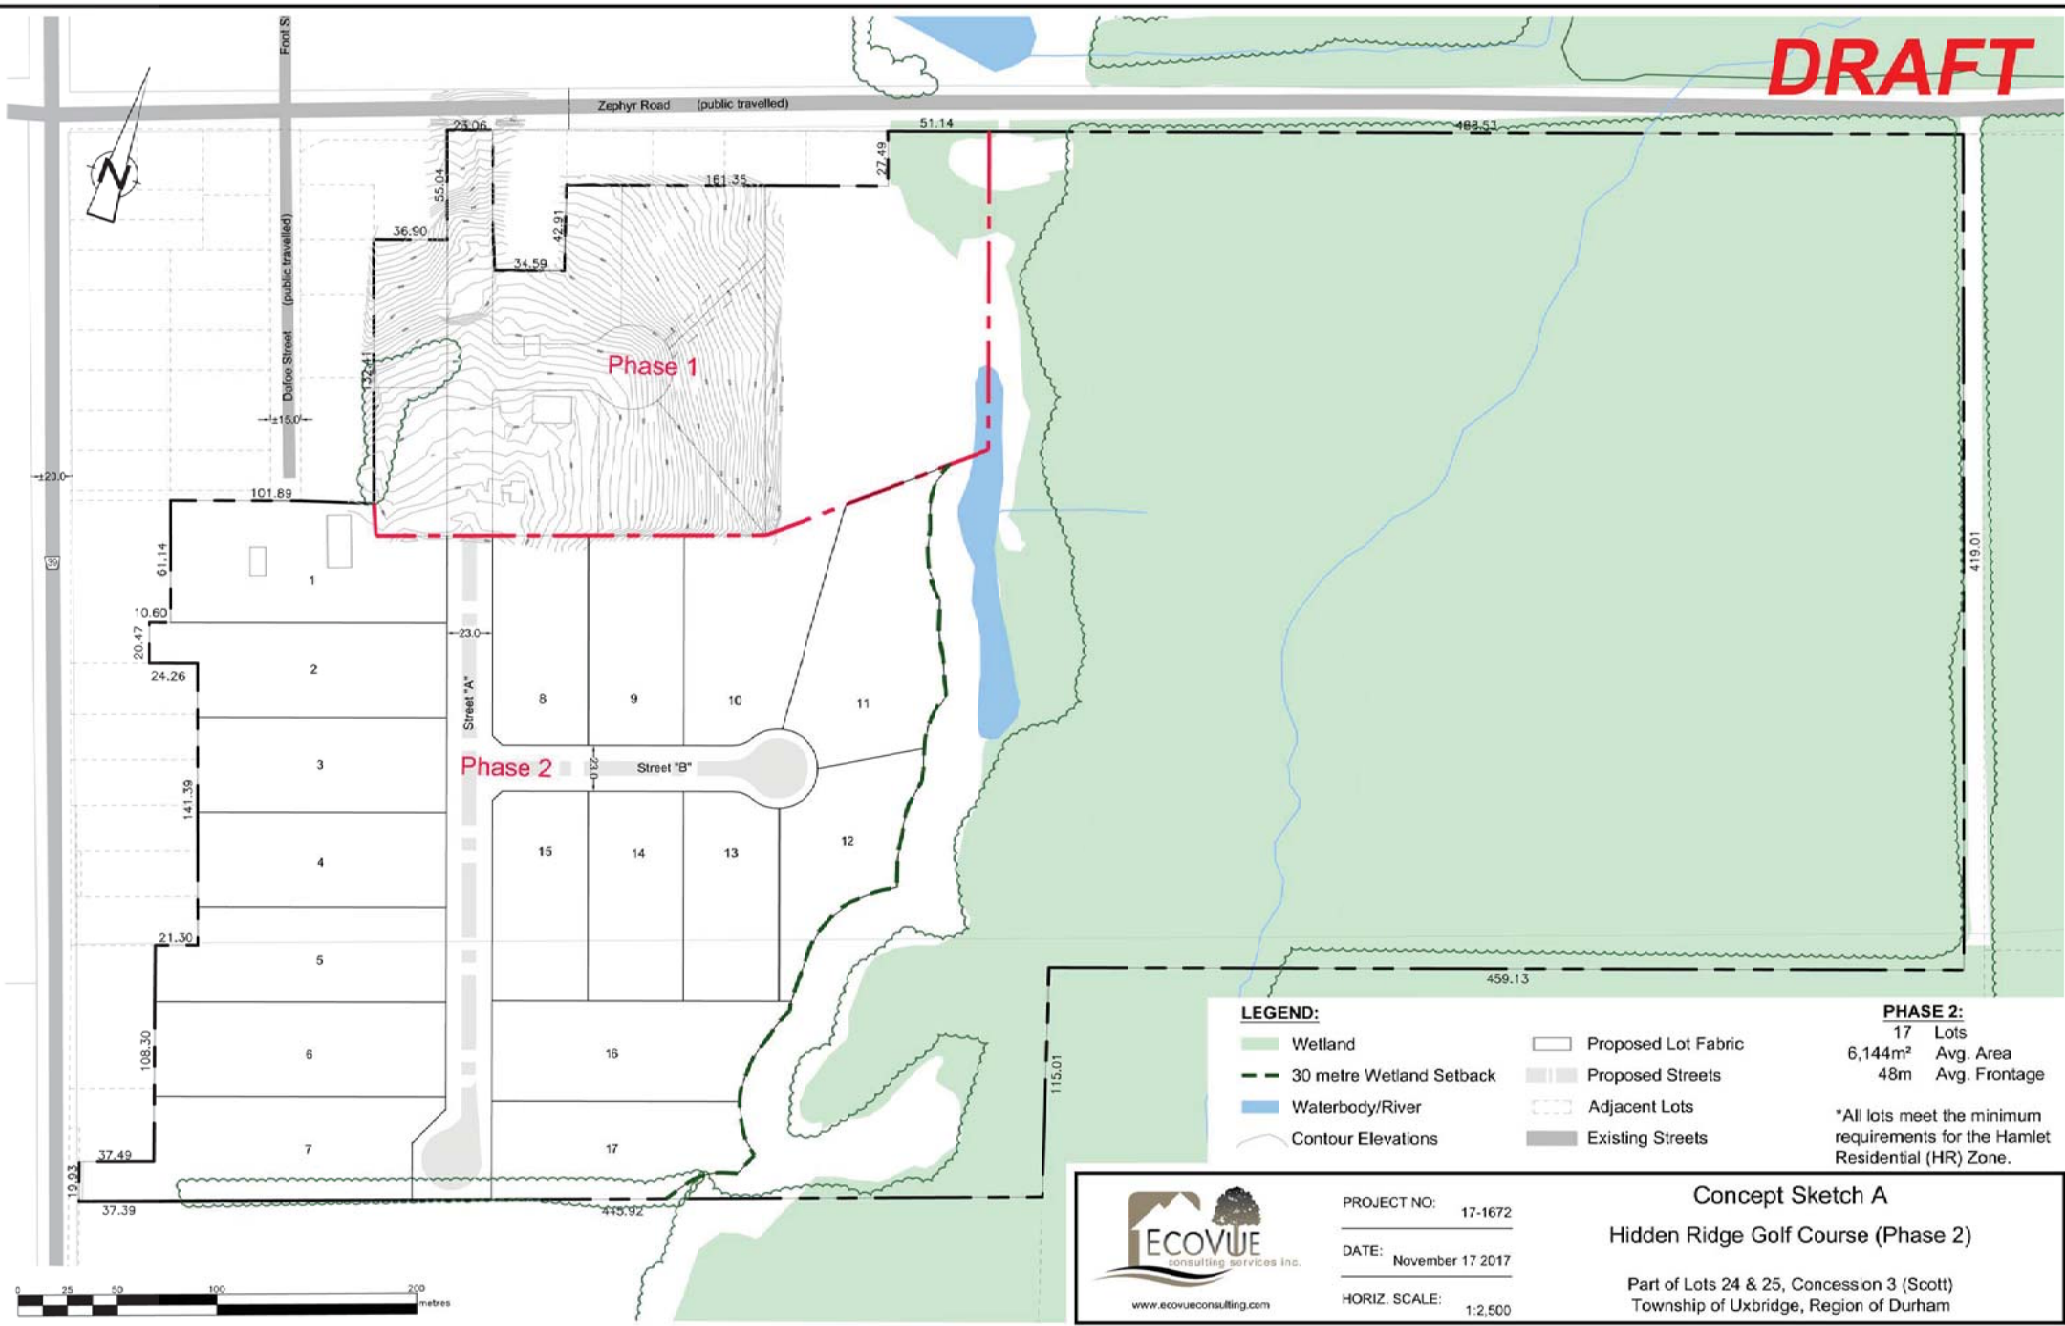 DRAFT
Zephyr Road (public travelled)
23.06
51.14
483.51
27.49
161.35
55.04
42.91
36.90
34.59
N
Dafoe Street (public travelled)
132.41
Phase 1
±15.0
±20.0
101.89
61.14
419.01
39
1
10.60
20.47
23.0
2
24.26
Street "A"
8
9
10
11
3
Phase 2
23.0
Street "B"
141.39
4
15
14
13
12
21.30
5
459.13
108.30
6
16
115.01
7
17
37.49
19.93
37.39
445.92
LEGEND:
Wetland
30 metre Wetland Setback
Waterbody/River
Contour Elevations
Proposed Lot Fabric
Proposed Streets
Adjacent Lots
Existing Streets
PHASE 2:
17 Lots
6,144m² Avg. Area
48m Avg. Frontage
*All lots meet the minimum
requirements for the Hamlet
Residential (HR) Zone.
ECOVUE
consulting services inc.
www.ecovueconsulting.com
PROJECT NO: 17-1672
DATE: November 17 2017
HORIZ. SCALE: 1:2,500
Concept Sketch A
Hidden Ridge Golf Course (Phase 2)
Part of Lots 24 & 25, Concession 3 (Scott)
Township of Uxbridge, Region of Durham
0 25 50 100 200
metres